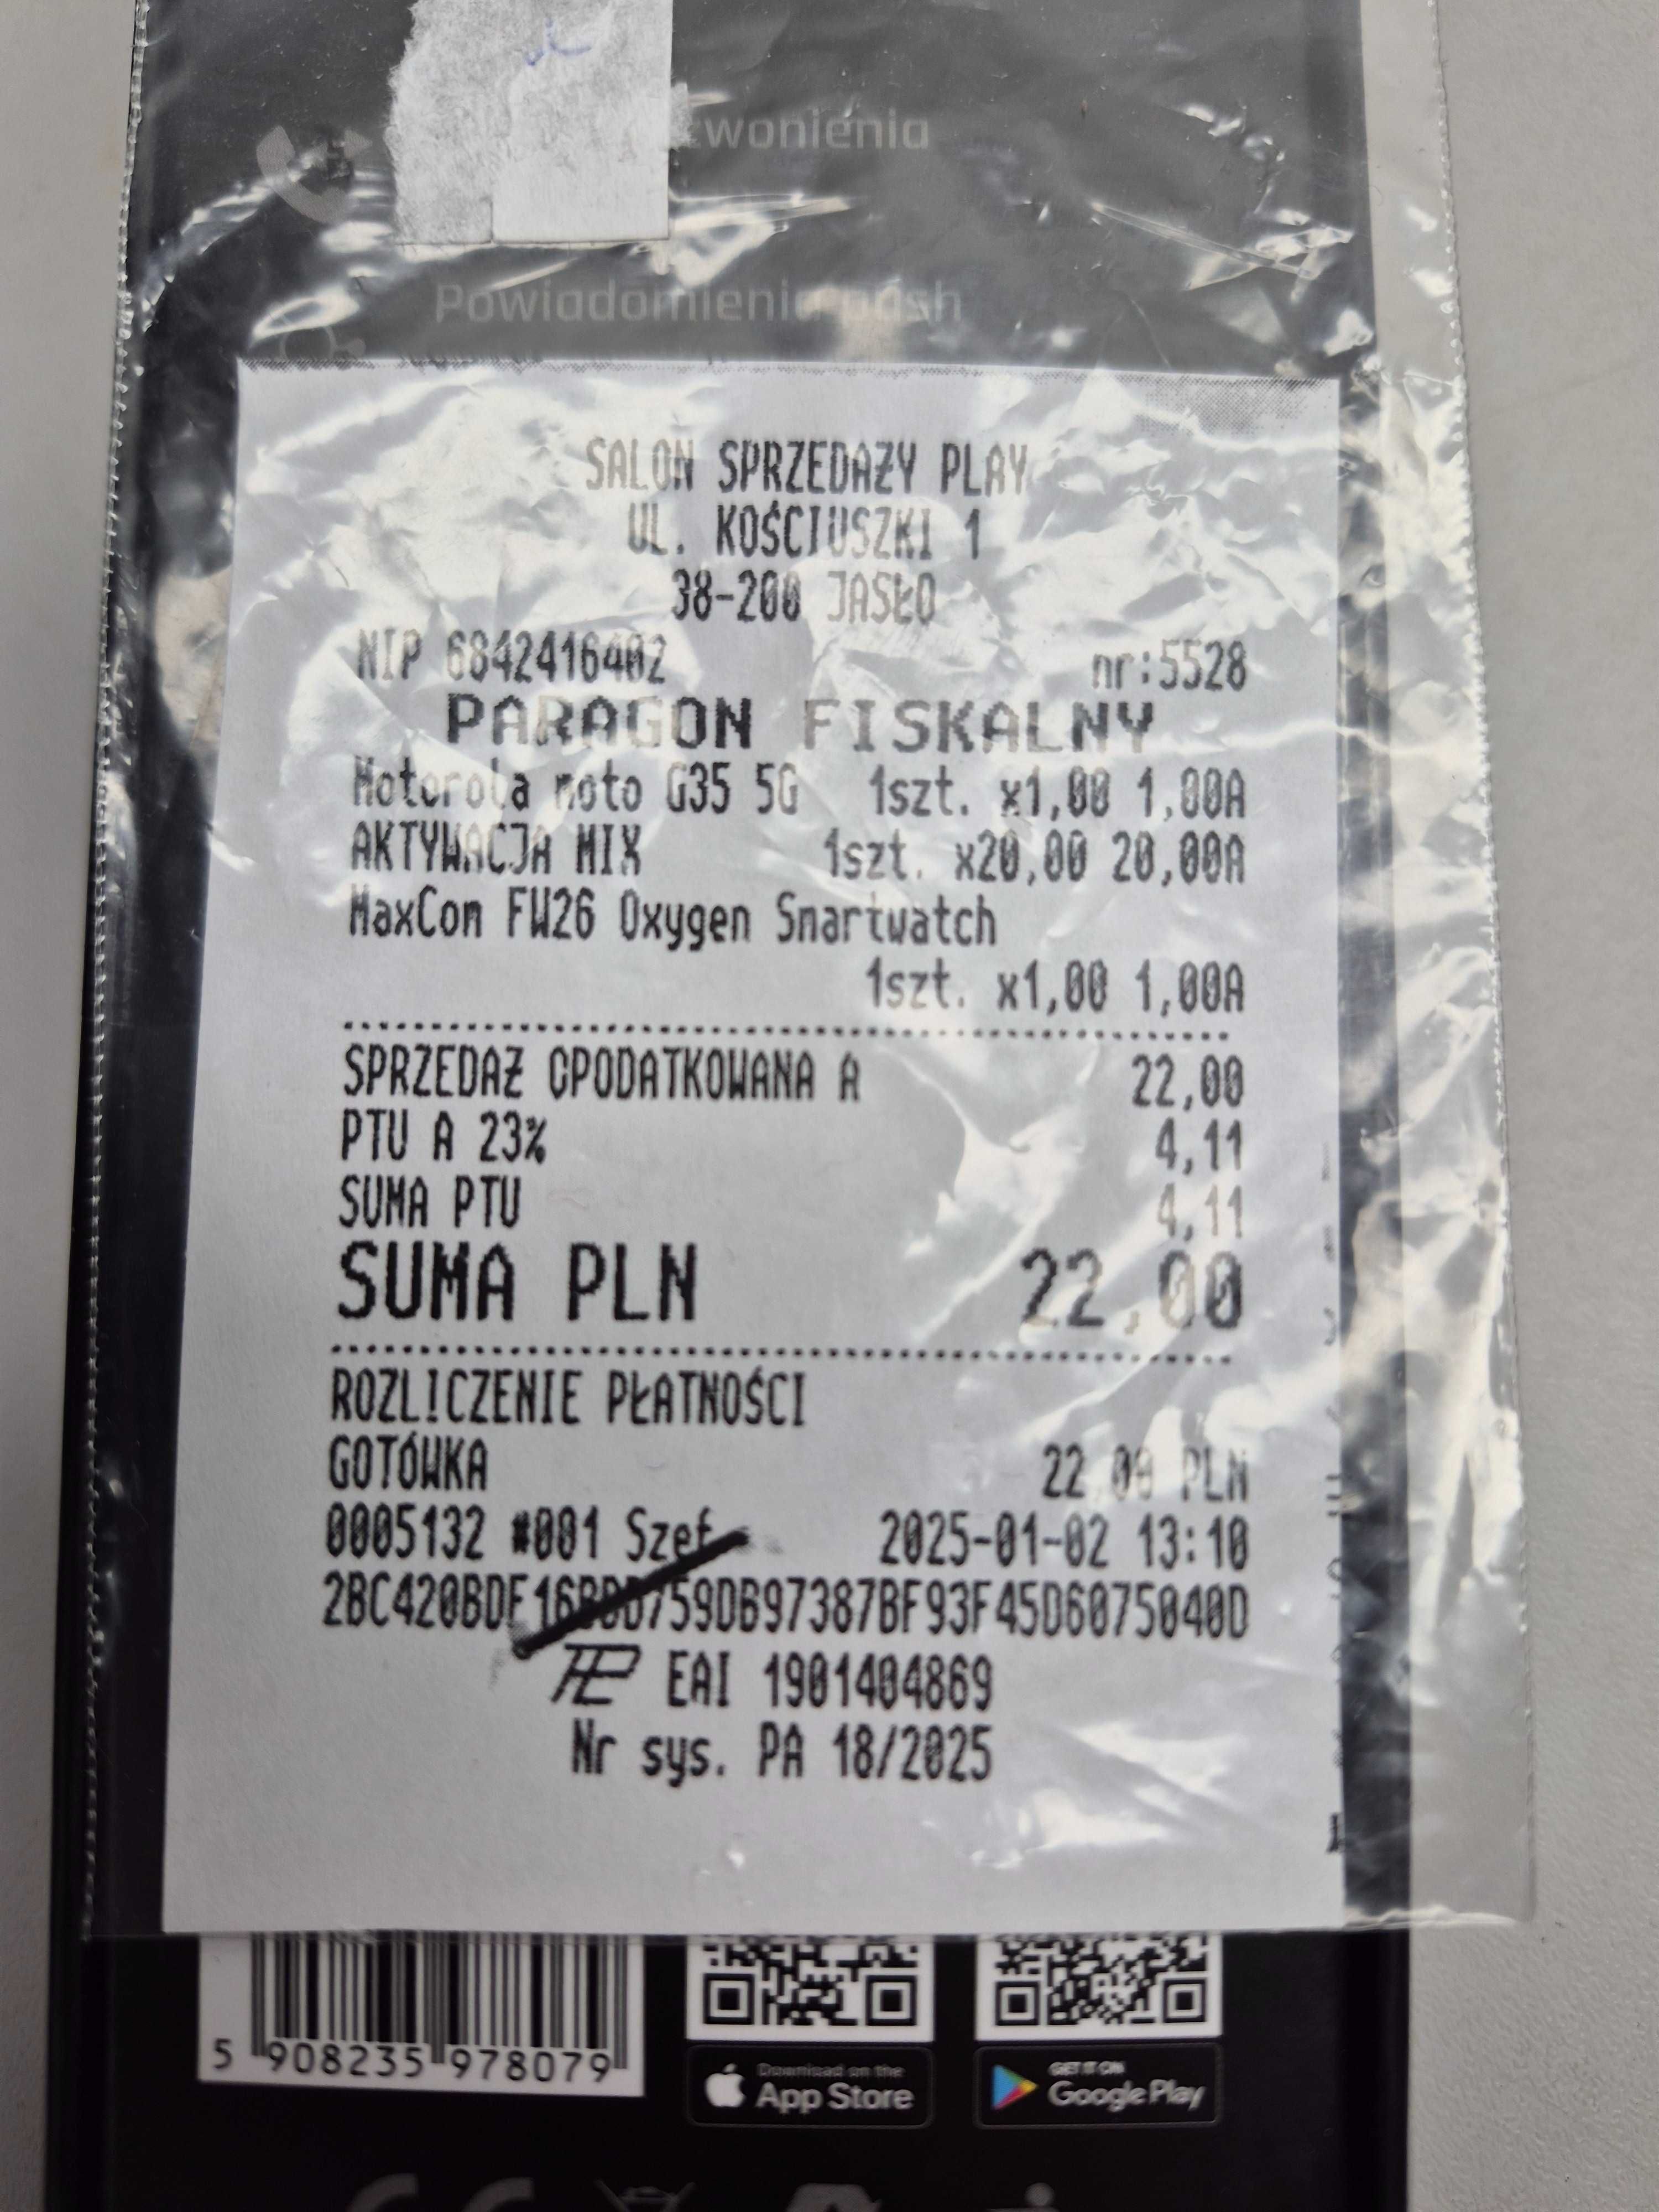 Powiadomienia push
SALON SPRZEDAŻY PLAY
UL. KOŚCIUSZKI 1
38-200 JASŁO
NIP 6842416402 nr:5528
PARAGON FISKALNY
Motorola moto G35 5G 1szt. x1,00 1,00A
AKTYWACJA MIX 1szt. x20,00 20,00A
MaxCom FW26 Oxygen Smartwatch
1szt. x1,00 1,00A
SPRZEDAŻ OPODATKOWANA A 22,00
PTU A 23% 4,11
SUMA PTU 4,11
SUMA PLN 22,00
ROZLICZENIE PŁATNOŚCI
GOTÓWKA 22,00 PLN
0005132 #001 Szef 2025-01-02 13:10
EAI 1901404869
Nr sys. PA 18/2025
5 908235 978079
Download on the
App Store
GET IT ON
Google Play